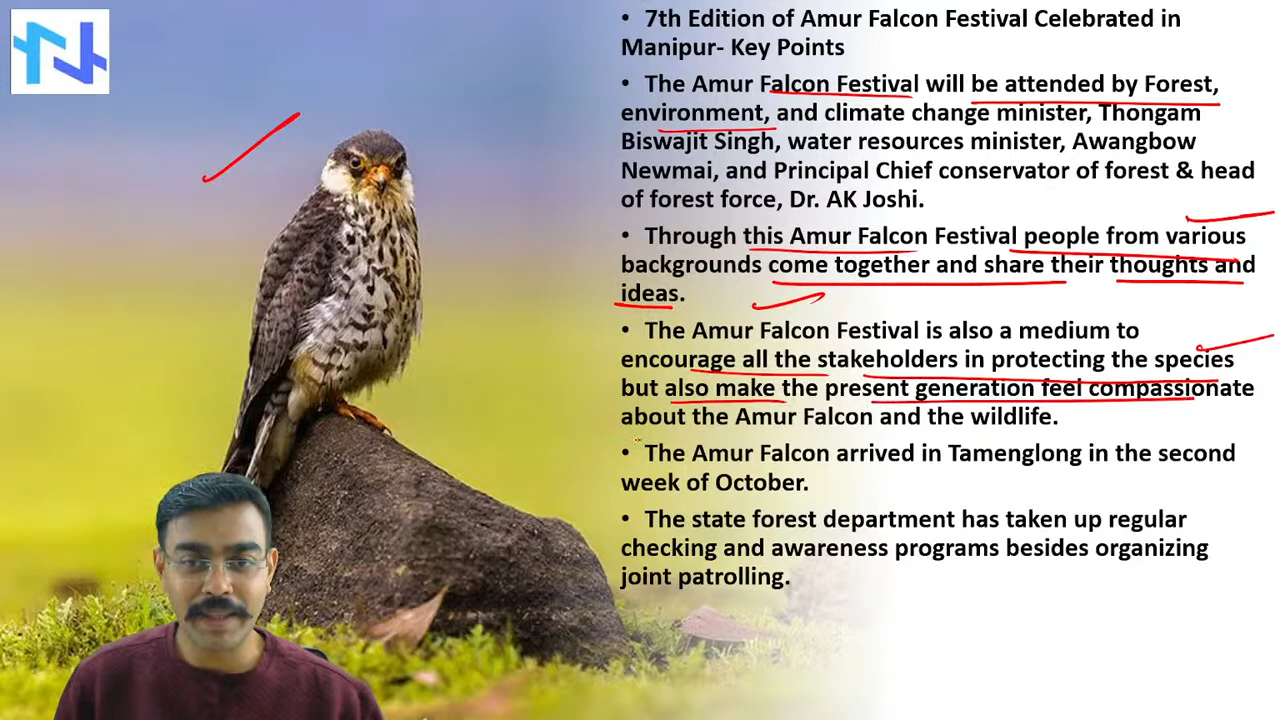 • 7th Edition of Amur Falcon Festival Celebrated in
Manipur- Key Points
• The Amur Falcon Festival will be attended by Forest,
environment, and climate change minister, Thongam
Biswajit Singh, water resources minister, Awangbow
Newmai, and Principal Chief conservator of forest & head
of forest force, Dr. AK Joshi.
• Through this Amur Falcon Festival people from various
backgrounds come together and share their thoughts and
ideas.
• The Amur Falcon Festival is also a medium to
encourage all the stakeholders in protecting the species
but also make the present generation feel compassionate
about the Amur Falcon and the wildlife.
• The Amur Falcon arrived in Tamenglong in the second
week of October.
• The state forest department has taken up regular
checking and awareness programs besides organizing
joint patrolling.